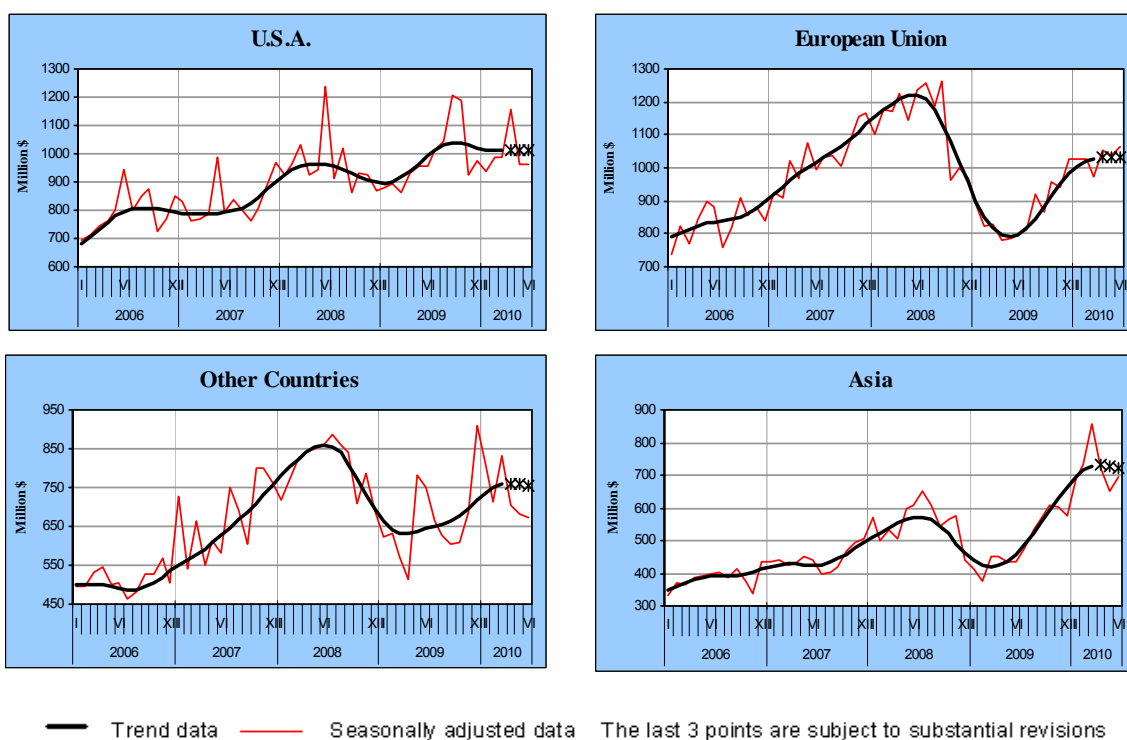 U.S.A.
Million $
1300
1200
1100
1000
900
800
700
600
I VI XII I VI XII I VI XII I VI XII I VI
2006 2007 2008 2009 2010
European Union
Million $
1300
1200
1100
1000
900
800
700
I VI XII I VI XII I VI XII I VI XII I VI
2006 2007 2008 2009 2010
Other Countries
Million $
950
850
750
650
550
450
I VI XII I VI XII I VI XII I VI XII I VI
2006 2007 2008 2009 2010
Asia
Million $
900
800
700
600
500
400
300
I VI XII I VI XII I VI XII I VI XII I VI
2006 2007 2008 2009 2010
Trend data Seasonally adjusted data The last 3 points are subject to substantial revisions